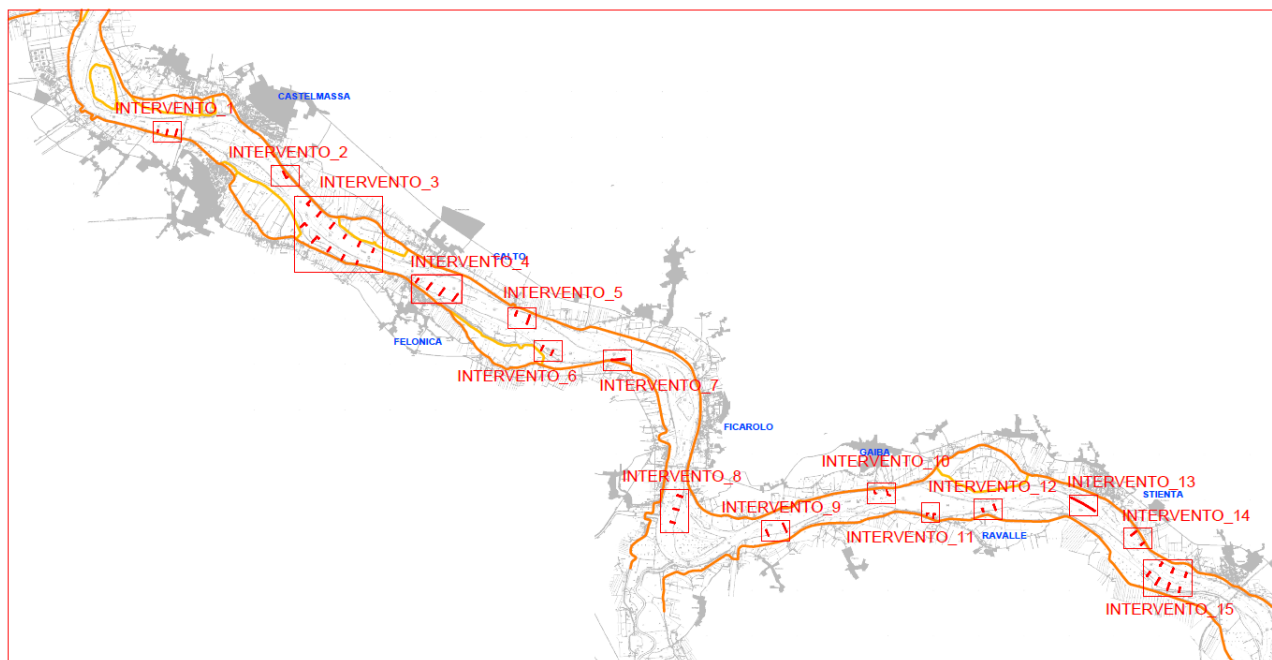 CASTELMASSA
INTERVENTO_1
INTERVENTO_2
INTERVENTO_3
CALTO
INTERVENTO_4
INTERVENTO_5
FELONICA
INTERVENTO_6
INTERVENTO_7
FICAROLO
GAIBA
INTERVENTO_10
INTERVENTO_8
INTERVENTO_13
INTERVENTO_12
STIENTA
INTERVENTO_9
INTERVENTO_14
RAVALLE
INTERVENTO_11
INTERVENTO_15